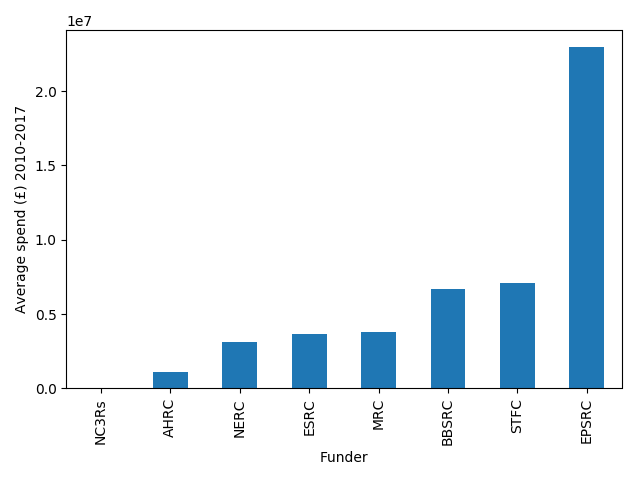 1e7
2.0
1.5
1.0
0.5
0.0
Average spend (£) 2010-2017
NC3Rs
AHRC
NERC
ESRC
MRC
BBSRC
STFC
EPSRC
Funder